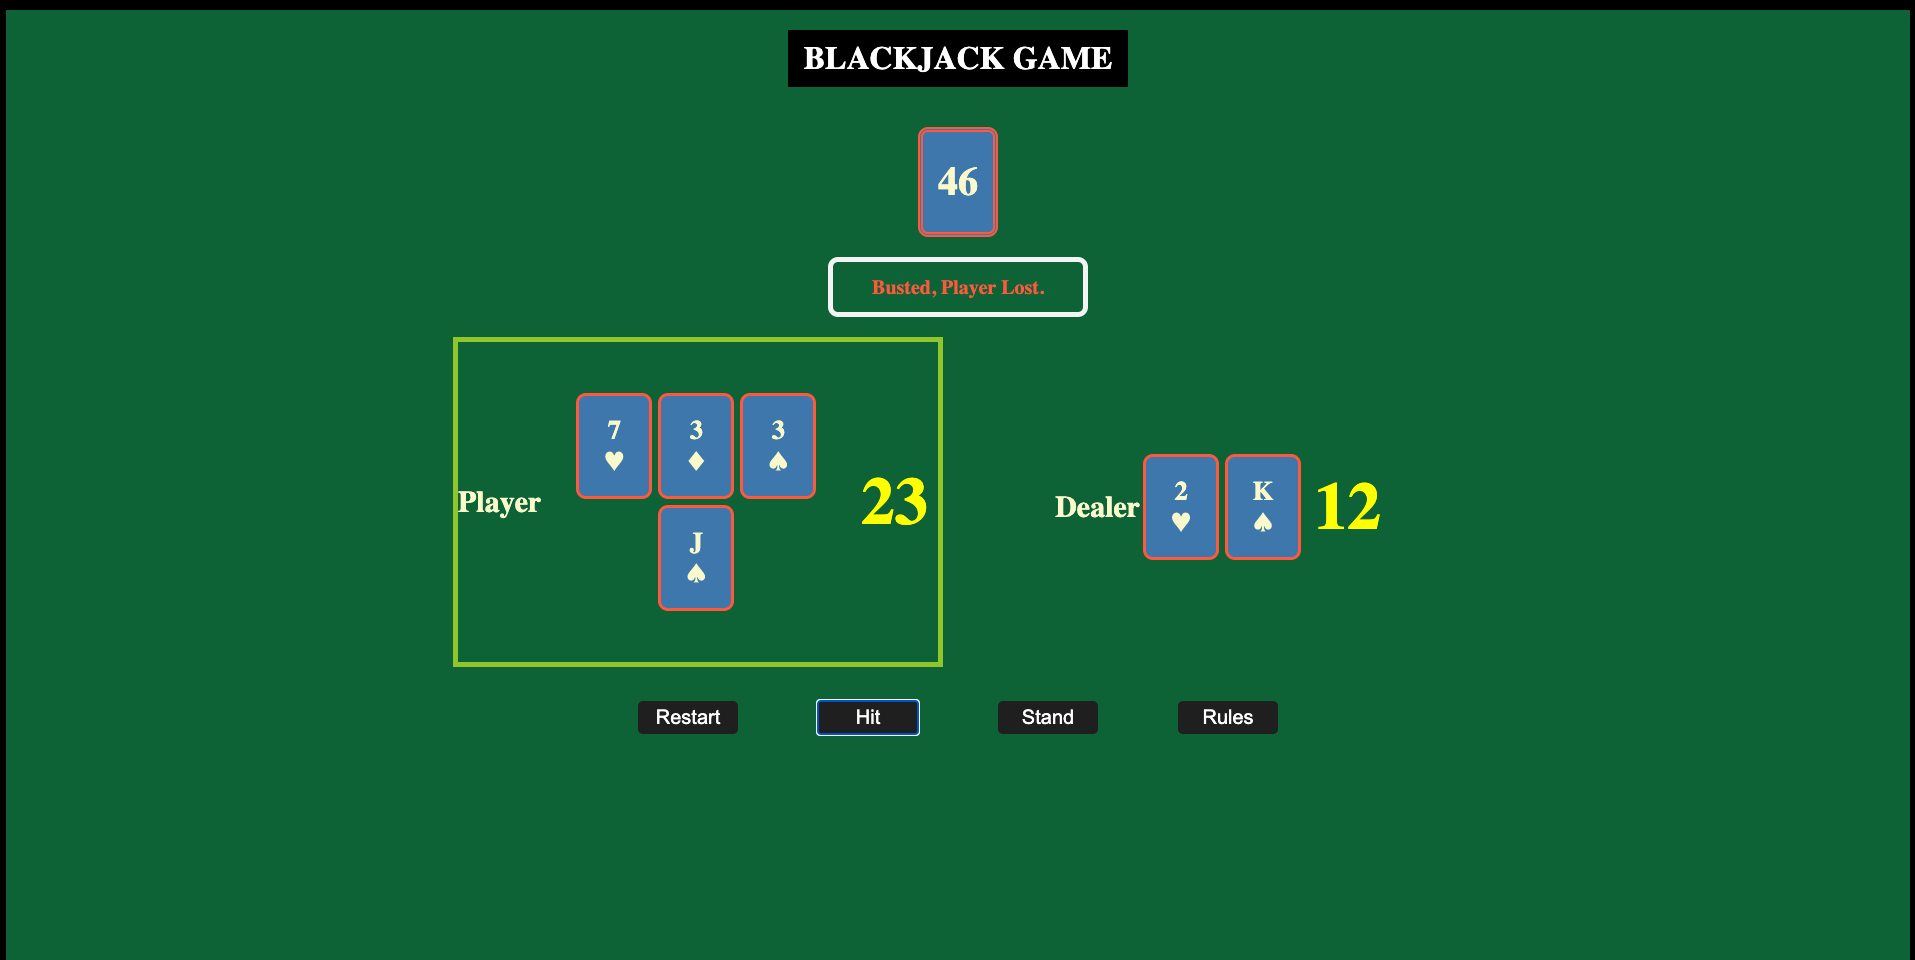 BLACKJACK GAME
46
Busted, Player Lost.
Player
7
♥
3
♦
3
♠
J
♠
23
Dealer
2
♥
K
♠
12
Restart
Hit
Stand
Rules